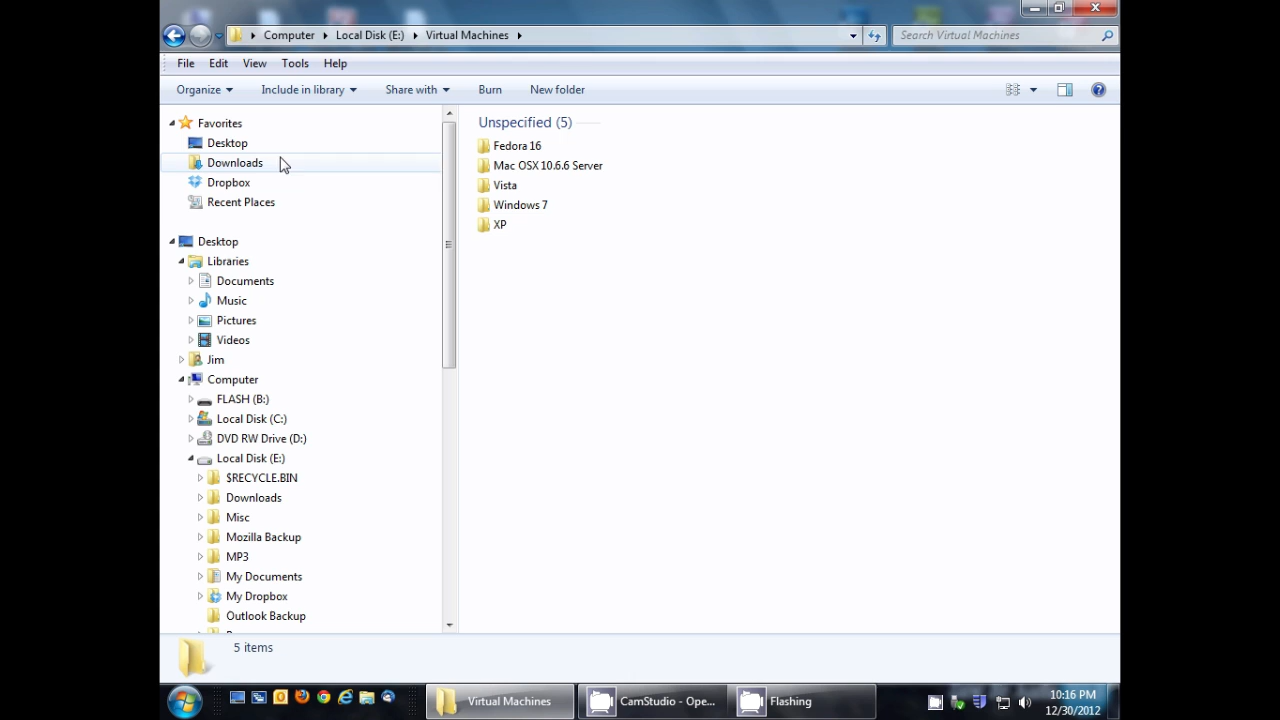 Computer Local Disk (E:) Virtual Machines Search Virtual Machines
File Edit View Tools Help
Organize Include in library Share with Burn New folder
Favorites
Desktop
Downloads
Dropbox
Recent Places
Desktop
Libraries
Documents
Music
Pictures
Videos
Jim
Computer
FLASH (B:)
Local Disk (C:)
DVD RW Drive (D:)
Local Disk (E:)
$RECYCLE.BIN
Downloads
Misc
Mozilla Backup
MP3
My Documents
My Dropbox
Outlook Backup
Unspecified (5)
Fedora 16
Mac OSX 10.6.6 Server
Vista
Windows 7
XP
5 items
Virtual Machines CamStudio - Ope... Flashing
10:16 PM
12/30/2012